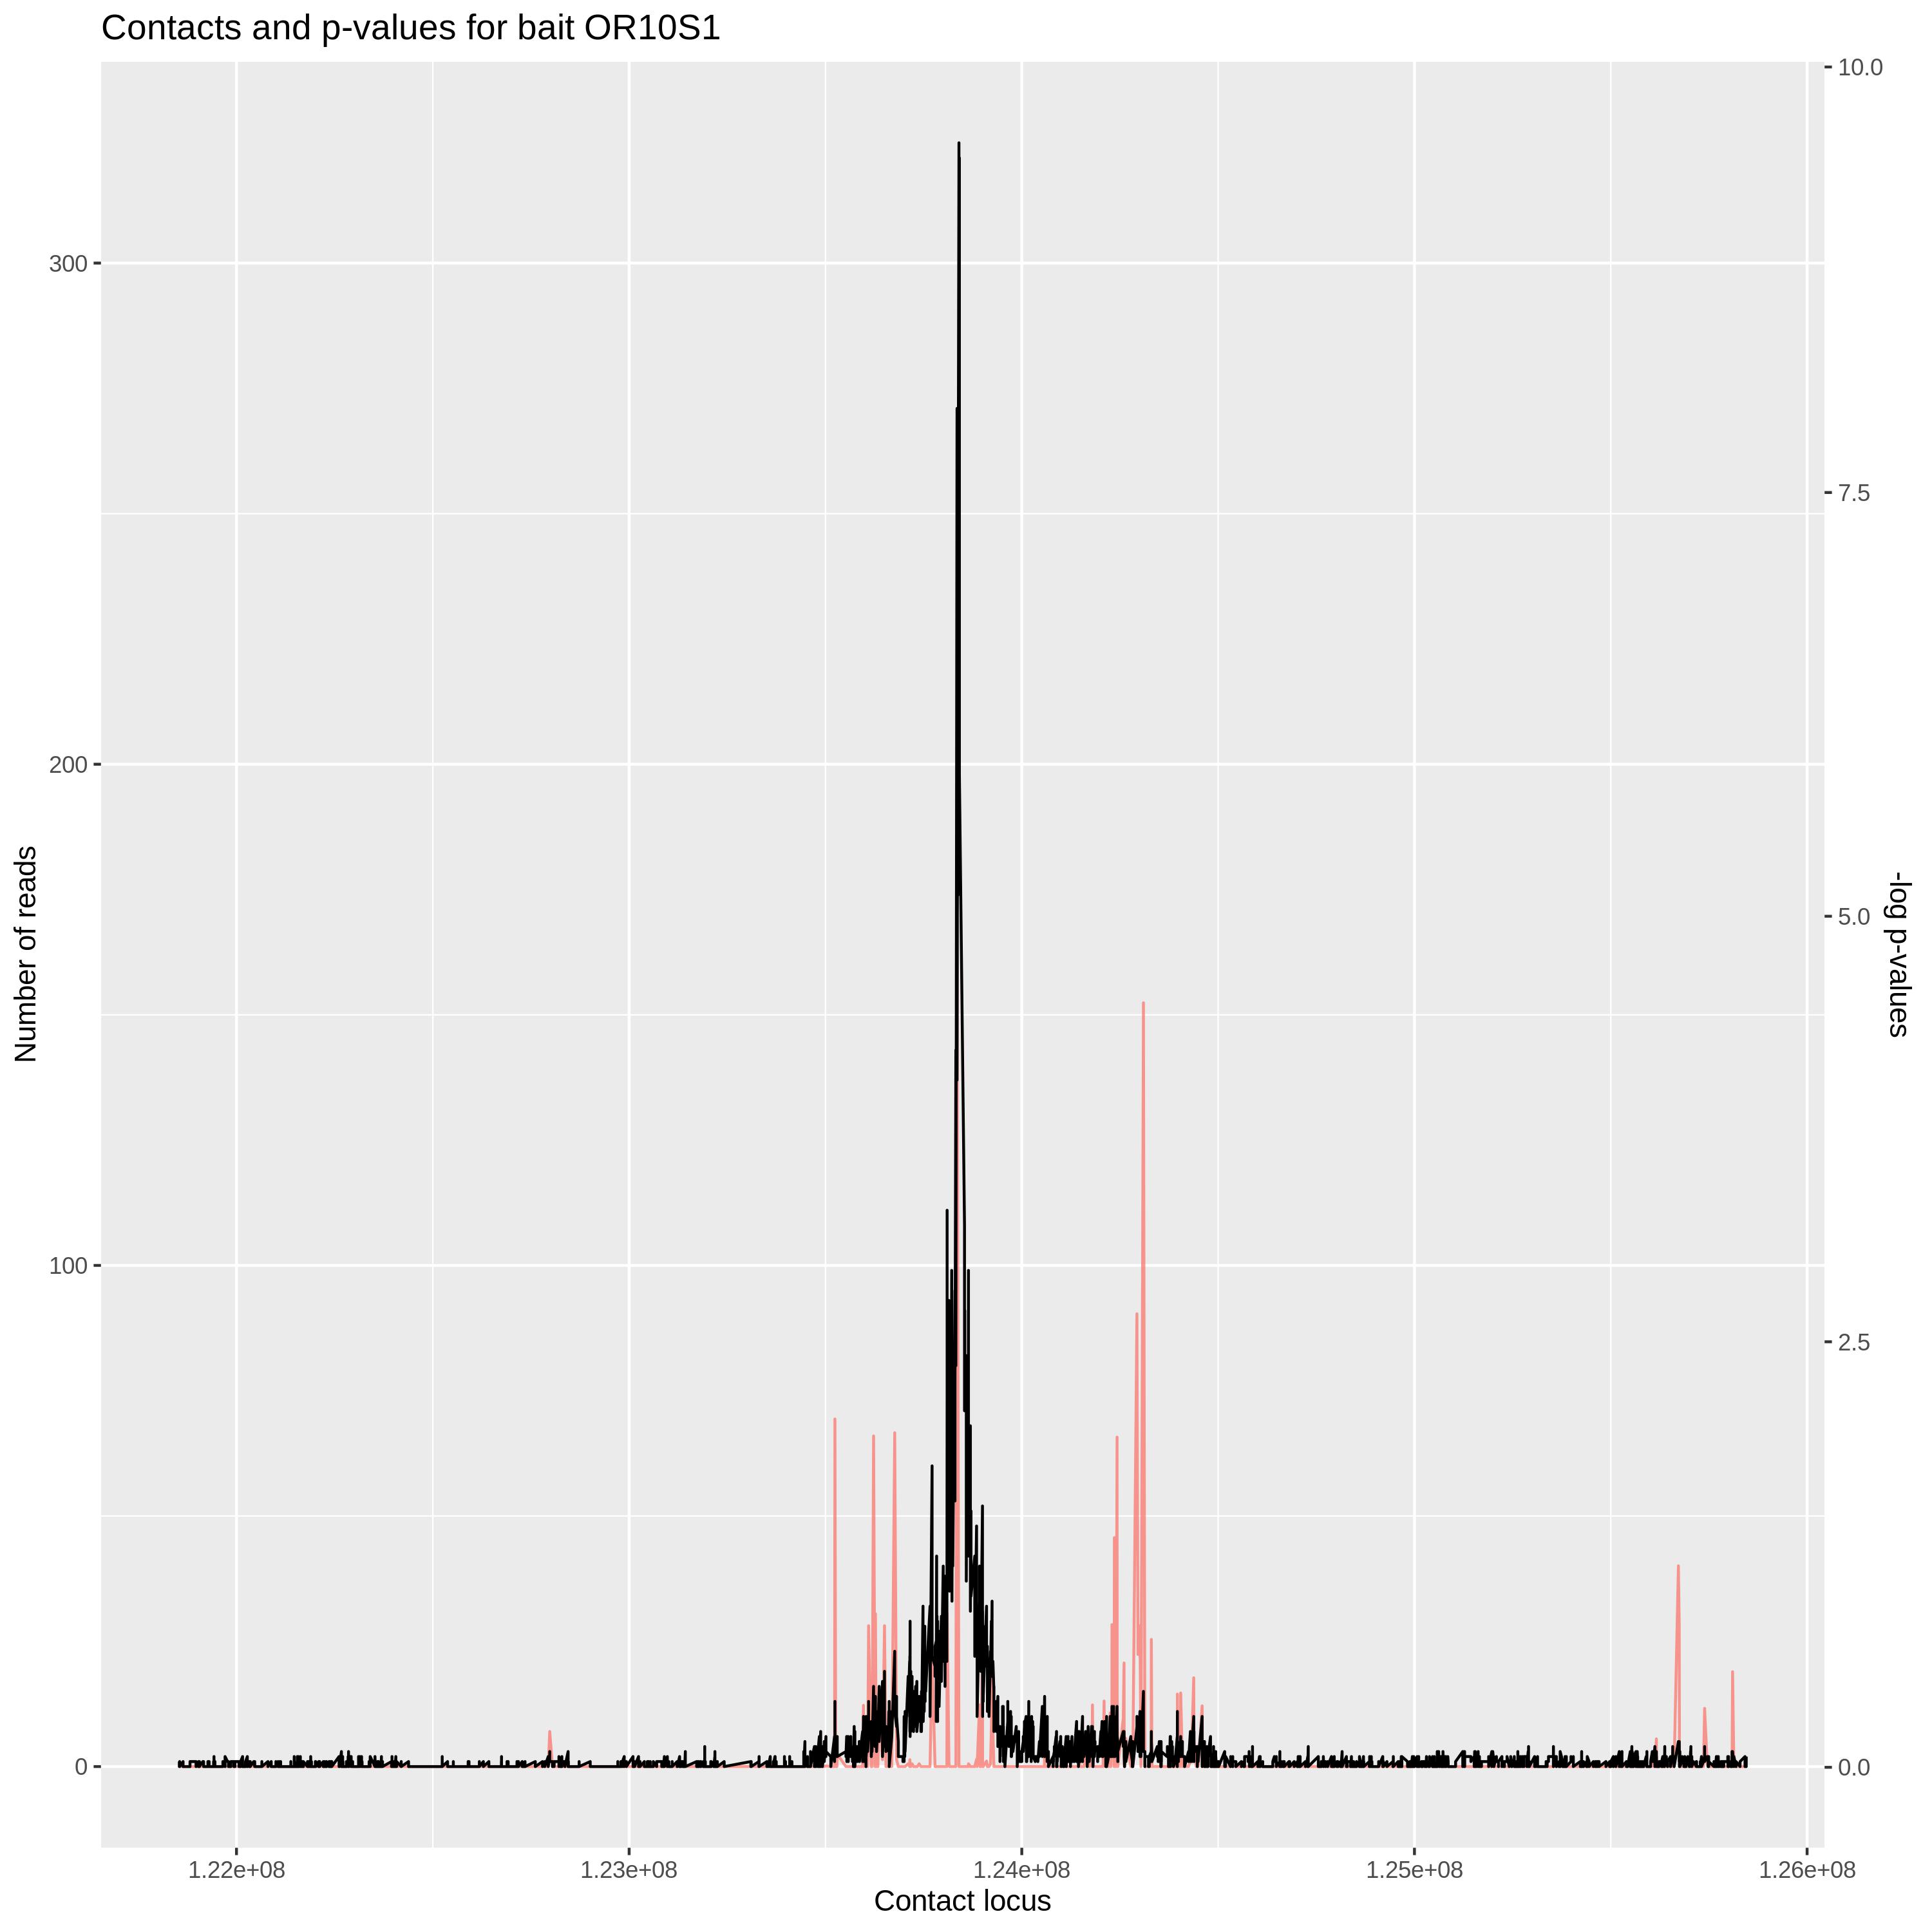 Contacts and p-values for bait OR10S1
10.0
300
7.5
200
5.0
Number of reads
-log p-values
100
2.5
0
0.0
1.22e+08 1.23e+08 1.24e+08 1.25e+08 1.26e+08
Contact locus